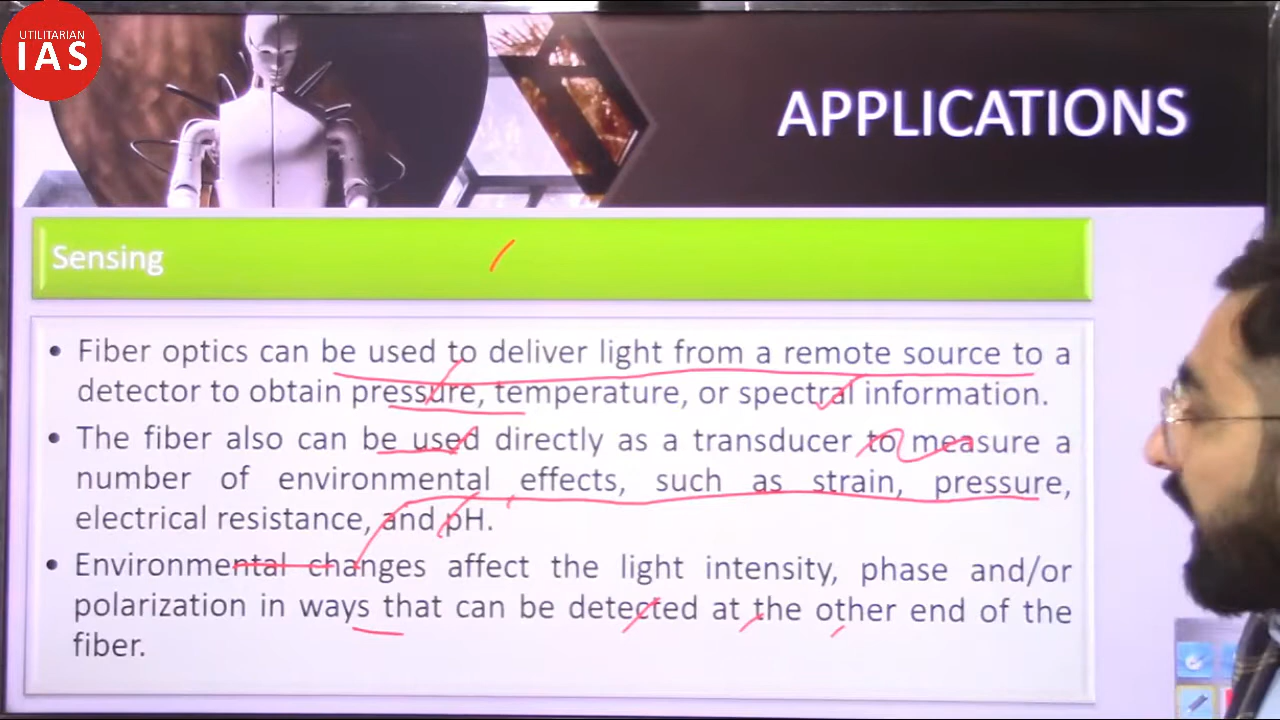 UTILITARIAN
IAS
APPLICATIONS
Sensing
• Fiber optics can be used to deliver light from a remote source to a
detector to obtain pressure, temperature, or spectral information.
• The fiber also can be used directly as a transducer to measure a
number of environmental effects, such as strain, pressure,
electrical resistance, and pH.
• Environmental changes affect the light intensity, phase and/or
polarization in ways that can be detected at the other end of the
fiber.